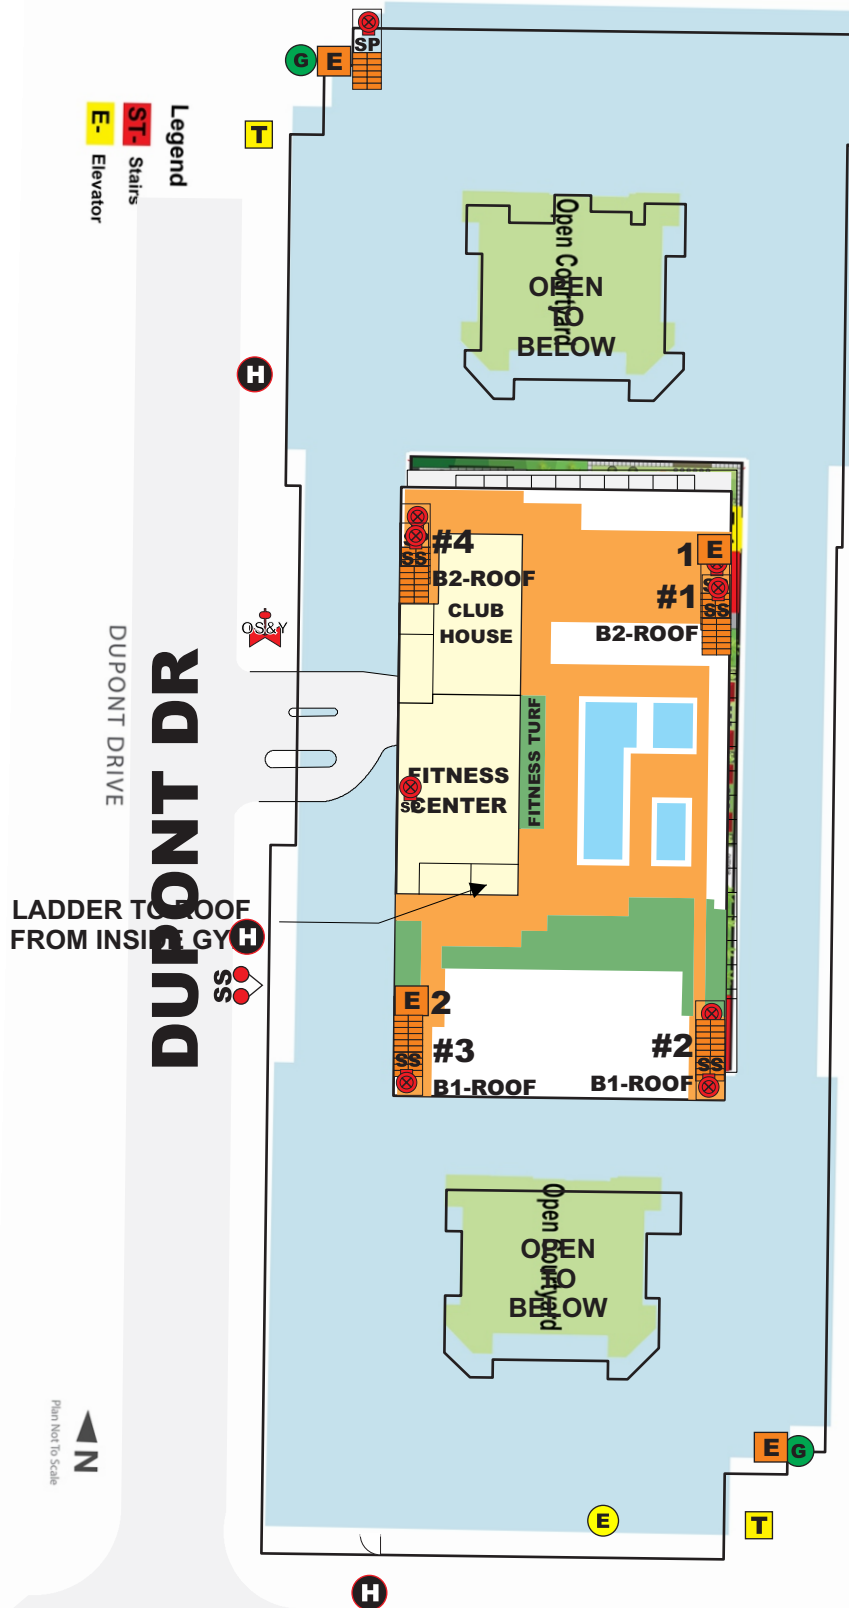 SP
G
E
T
Legend
ST- Stairs
E- Elevator
Open Courtyard
OPEN
TO
BELOW
H
#4
SS
B2-ROOF
CLUB
HOUSE
1
E
#1
SS
B2-ROOF
OS&Y
DUPONT DRIVE
DUPONT DR
FITNESS
CENTER
SP
FITNESS TURF
LADDER TO ROOF
FROM INSIDE GY
H
SS
E
2
#3
SS
B1-ROOF
#2
SS
B1-ROOF
Open Courtyard
OPEN
TO
BELOW
N
Plan Not To Scale
E
G
E
T
H